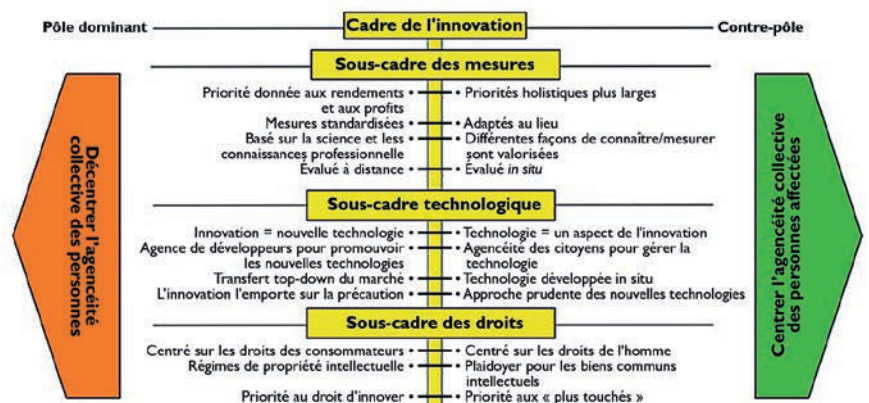 Pôle dominant
Cadre de l'innovation
Contre-pôle
Sous-cadre des mesures
Priorité donnée aux rendements et aux profits • • Priorités holistiques plus larges
Mesures standardisées • • Adaptés au lieu
Basé sur la science et less connaissances professionnelle • • Différentes façons de connaître/mesurer sont valorisées
Évalué à distance • • Évalué in situ
Sous-cadre technologique
Innovation = nouvelle technologie • • Technologie = un aspect de l'innovation
Agence de développeurs pour promouvoir les nouvelles technologies • • Agencéité des citoyens pour gérer la technologie
Transfert top-down du marché • • Technologie développée in situ
L'innovation l'emporte sur la précaution • • Approche prudente des nouvelles technologies
Sous-cadre des droits
Centré sur les droits des consommateurs • • Centré sur les droits de l'homme
Régimes de propriété intellectuelle • • Plaidoyer pour les biens communs intellectuels
Priorité au droit d'innover • • Priorité aux « plus touchés »
Décentrer l'agencéité
collective des personnes
Centrer l'agencéité collective
des personnes affectées